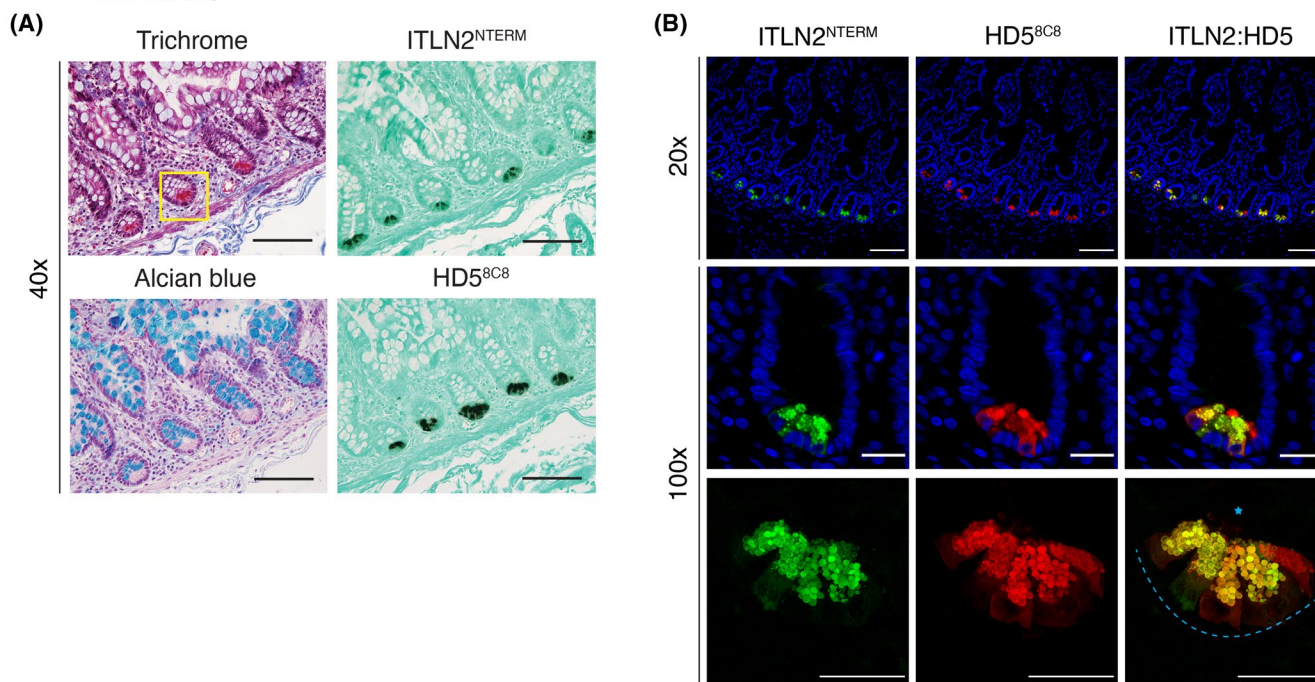 (A)
Trichrome
ITLN2NTERM
40x
Alcian blue
HD58C8
(B)
ITLN2NTERM
HD58C8
ITLN2:HD5
20x
100x